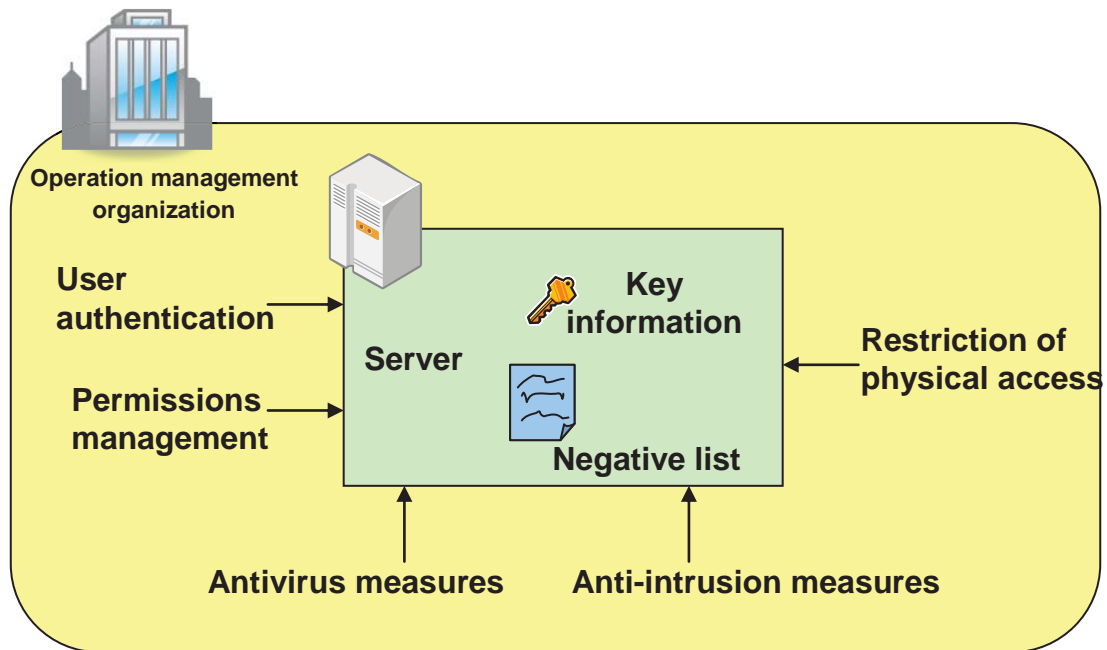 Operation management
organization
User
authentication
Key
information
Server
Restriction of
physical access
Permissions
management
Negative list
Antivirus measures
Anti-intrusion measures